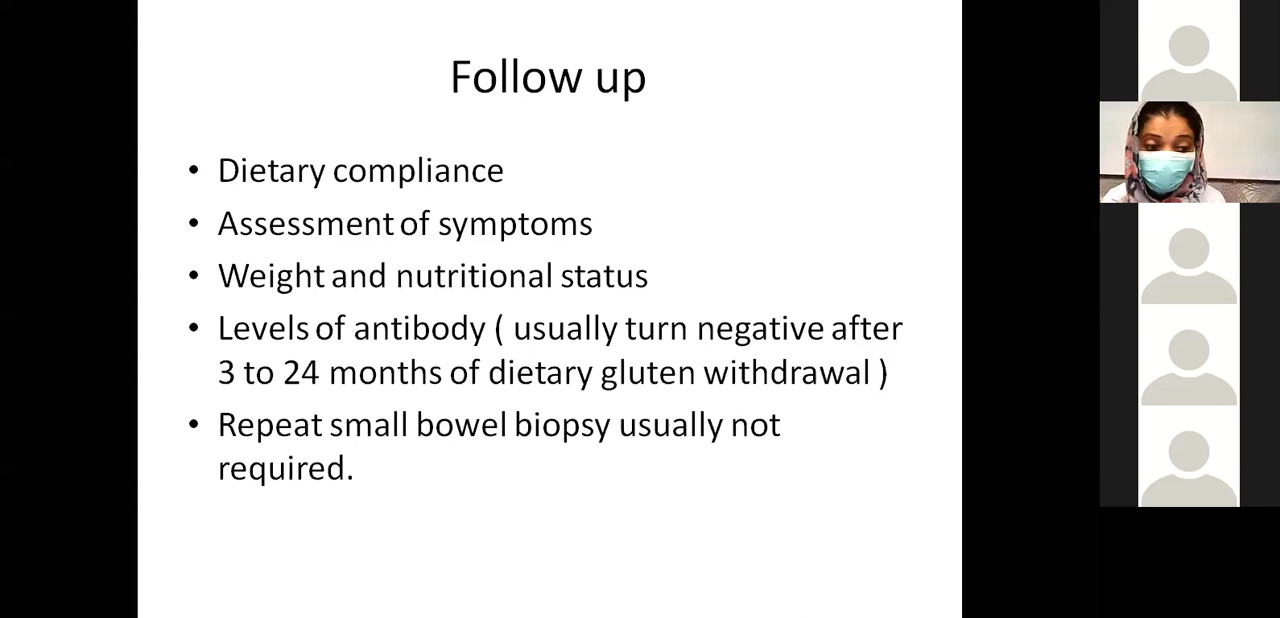 Follow up
• Dietary compliance
• Assessment of symptoms
• Weight and nutritional status
• Levels of antibody ( usually turn negative after
3 to 24 months of dietary gluten withdrawal )
• Repeat small bowel biopsy usually not
required.